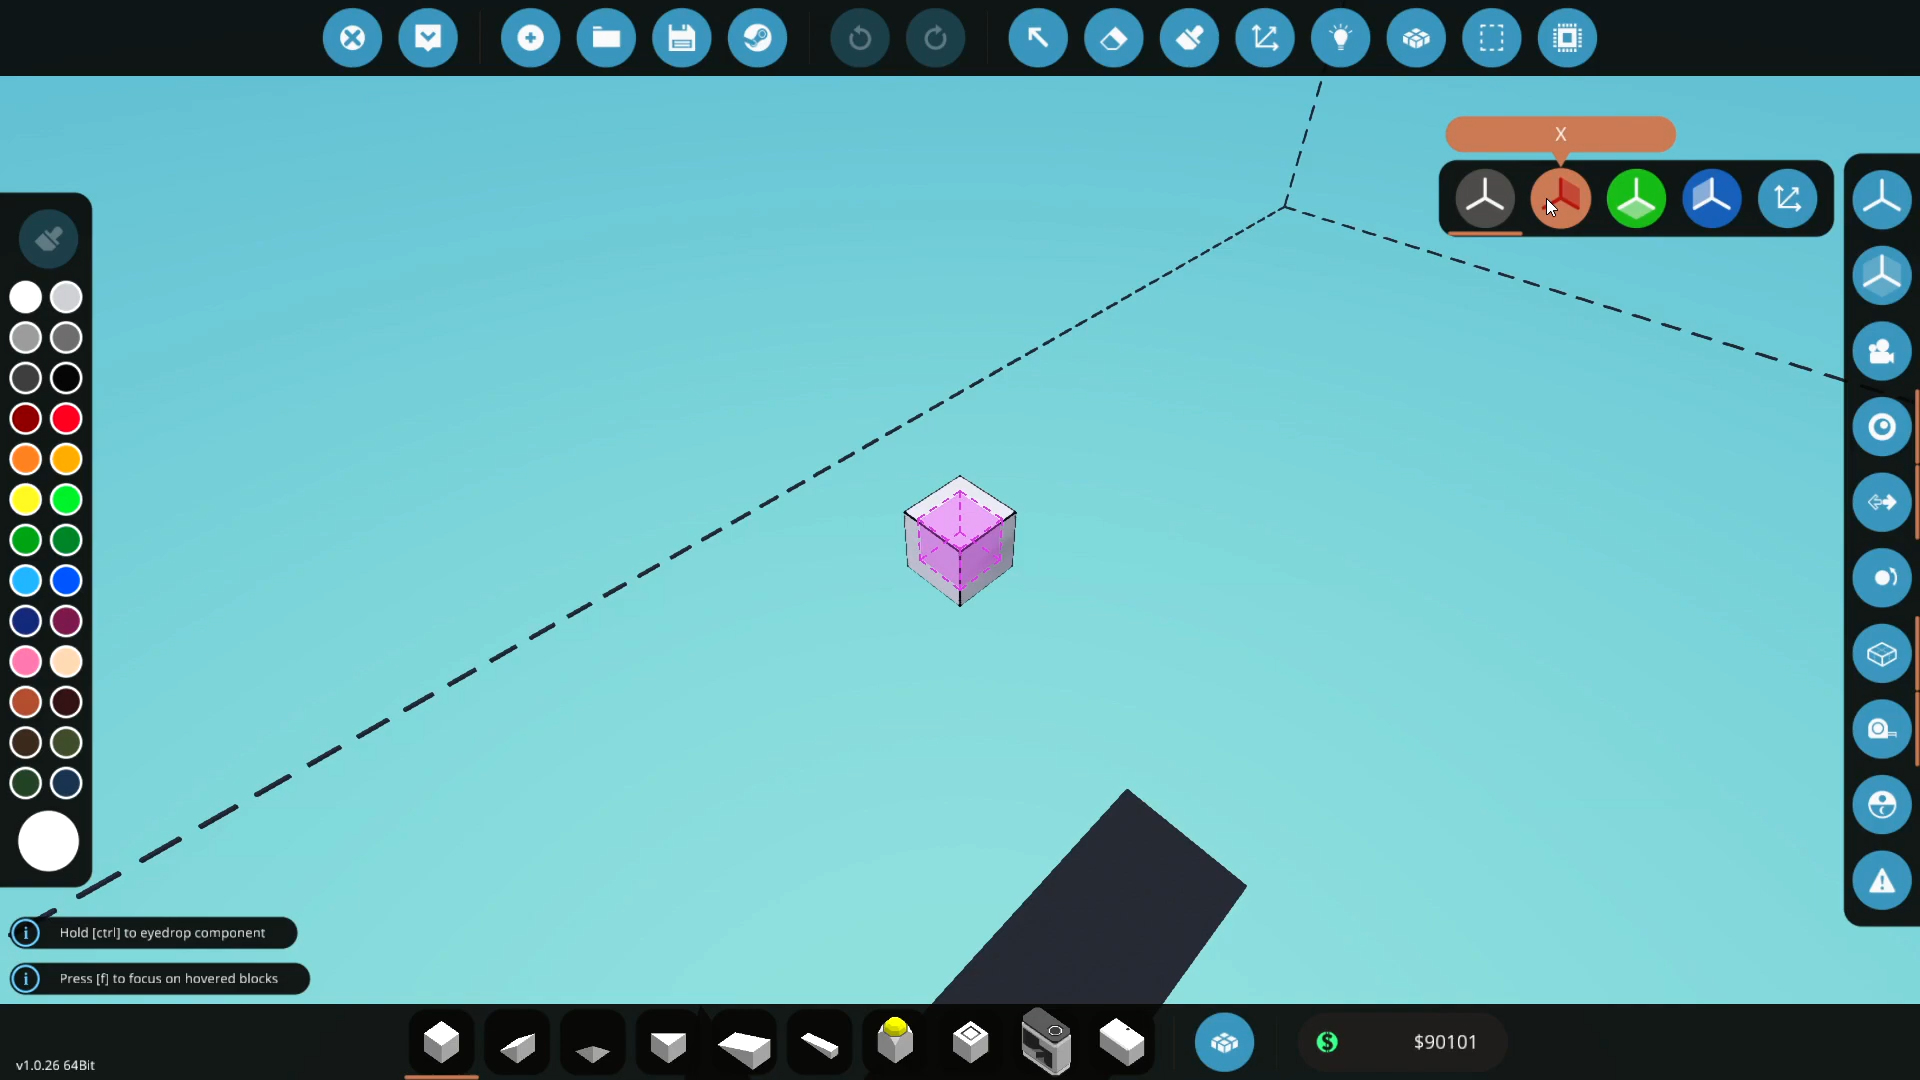 X
Hold [ctrl] to eyedrop component
Press [f] to focus on hovered blocks
v1.0.26 64Bit
$
$90101